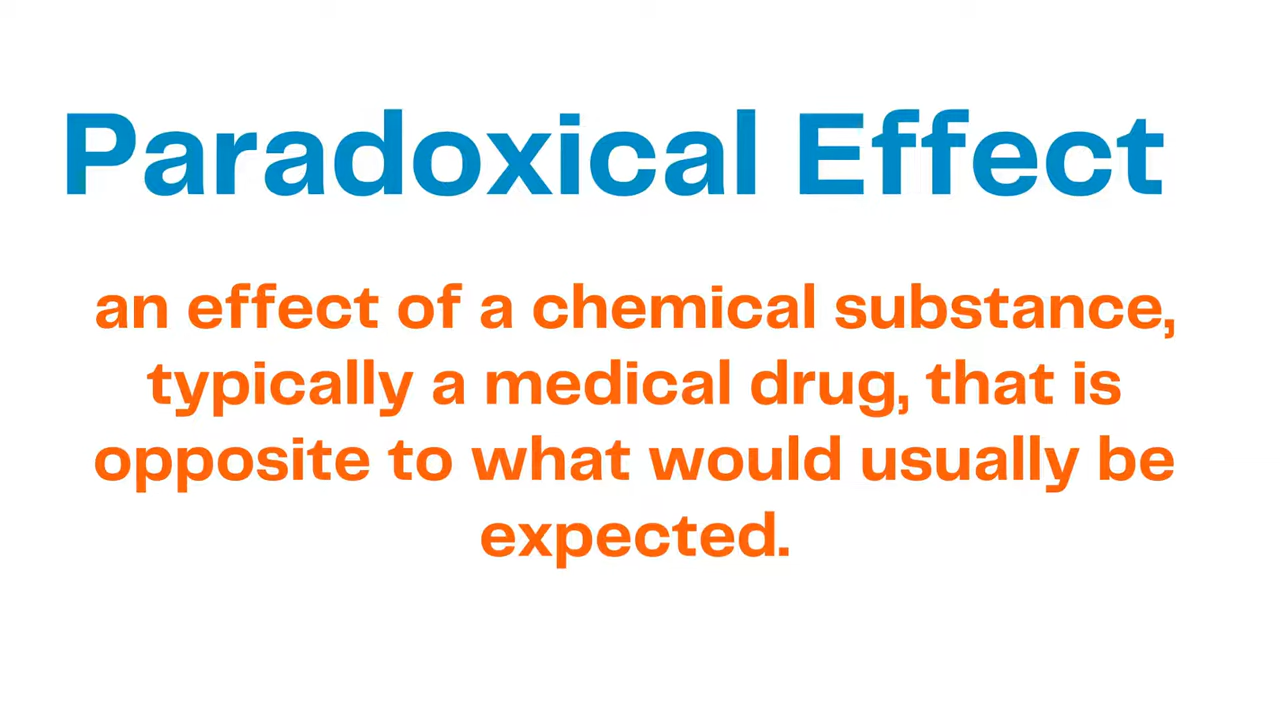 Paradoxical Effect
an effect of a chemical substance,
typically a medical drug, that is
opposite to what would usually be
expected.